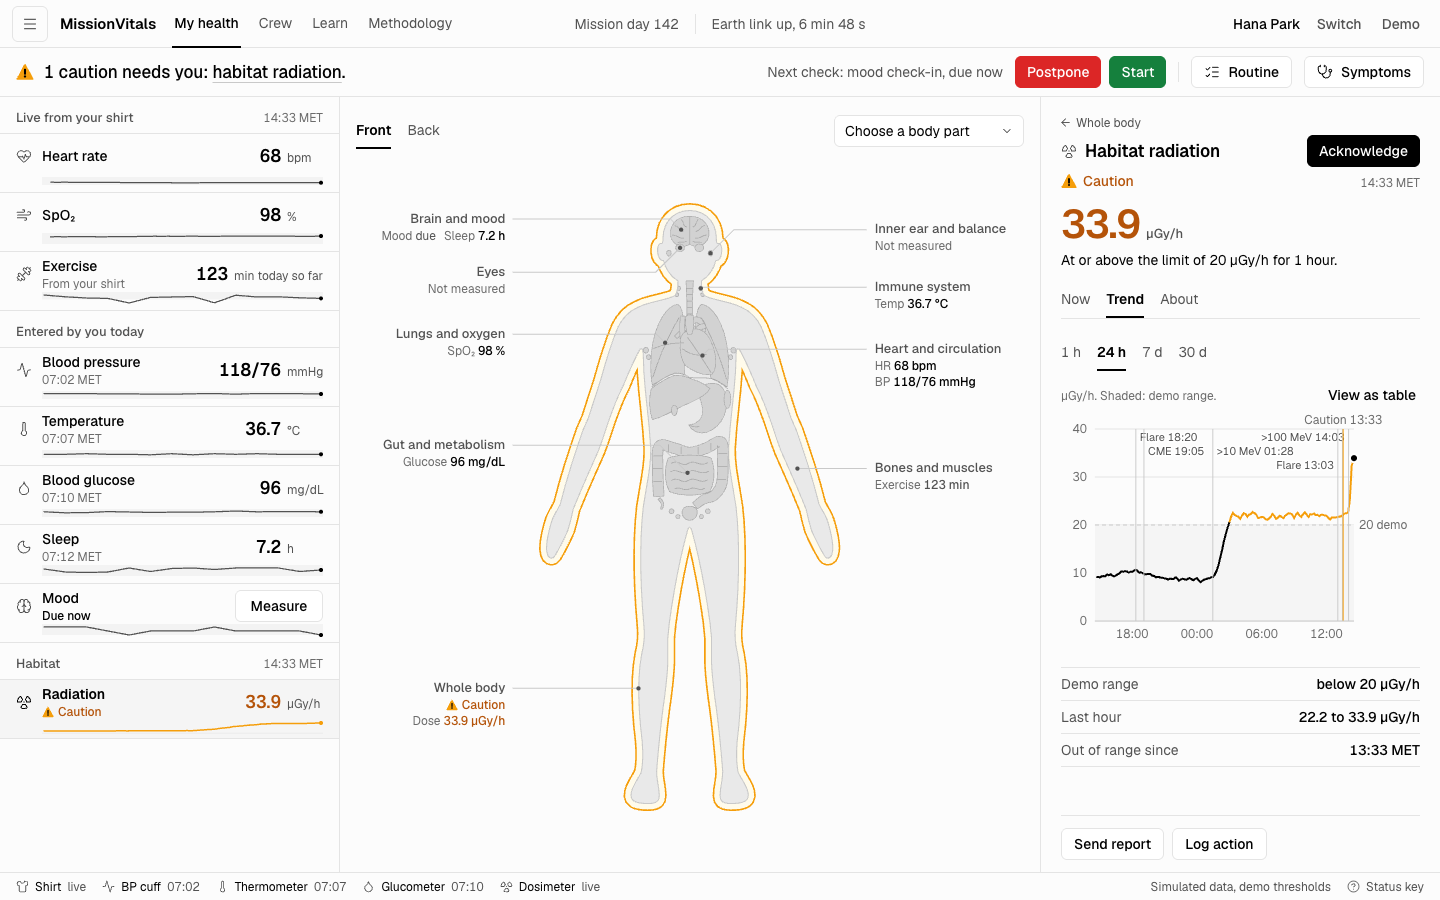 MissionVitals My health Crew Learn Methodology Mission day 142 Earth link up, 6 min 48 s Hana Park Switch Demo
1 caution needs you: habitat radiation. Next check: mood check-in, due now Postpone Start Routine Symptoms
Live from your shirt 14:33 MET
Heart rate 68 bpm
SpO₂ 98 %
Exercise
From your shirt
123 min today so far
Entered by you today
Blood pressure
07:02 MET
118/76 mmHg
Temperature
07:07 MET
36.7 °C
Blood glucose
07:10 MET
96 mg/dL
Sleep
07:12 MET
7.2 h
Mood
Due now
Measure
Habitat 14:33 MET
Radiation
Caution
33.9 µGy/h
Front Back Choose a body part
Brain and mood
Mood due Sleep 7.2 h
Eyes
Not measured
Lungs and oxygen
SpO₂ 98 %
Gut and metabolism
Glucose 96 mg/dL
Whole body
Caution
Dose 33.9 µGy/h
Inner ear and balance
Not measured
Immune system
Temp 36.7 °C
Heart and circulation
HR 68 bpm
BP 118/76 mmHg
Bones and muscles
Exercise 123 min
Whole body
Habitat radiation Acknowledge
Caution 14:33 MET
33.9 µGy/h
At or above the limit of 20 µGy/h for 1 hour.
Now Trend About
1 h 24 h 7 d 30 d
µGy/h. Shaded: demo range. View as table
Caution 13:33
40
Flare 18:20 >100 MeV 14:03
CME 19:05 >10 MeV 01:28
Flare 13:03
30
20 20 demo
10
0
18:00 00:00 06:00 12:00
Demo range below 20 µGy/h
Last hour 22.2 to 33.9 µGy/h
Out of range since 13:33 MET
Send report Log action
Shirt live BP cuff 07:02 Thermometer 07:07 Glucometer 07:10 Dosimeter live Simulated data, demo thresholds Status key